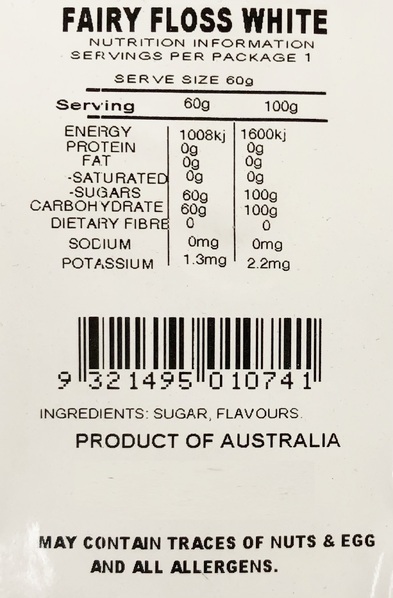 FAIRY FLOSS WHITE
NUTRITION INFORMATION
SERVINGS PER PACKAGE 1
SERVE SIZE 60g
Serving 60g 100g
ENERGY 1008kj 1600kj
PROTEIN 0g 0g
FAT 0g 0g
-SATURATED 0g 0g
-SUGARS 60g 100g
CARBOHYDRATE 60g 100g
DIETARY FIBRE 0 0
SODIUM 0mg 0mg
POTASSIUM 1.3mg 2.2mg
9 321495 010741
INGREDIENTS: SUGAR, FLAVOURS.
PRODUCT OF AUSTRALIA
MAY CONTAIN TRACES OF NUTS & EGG
AND ALL ALLERGENS.